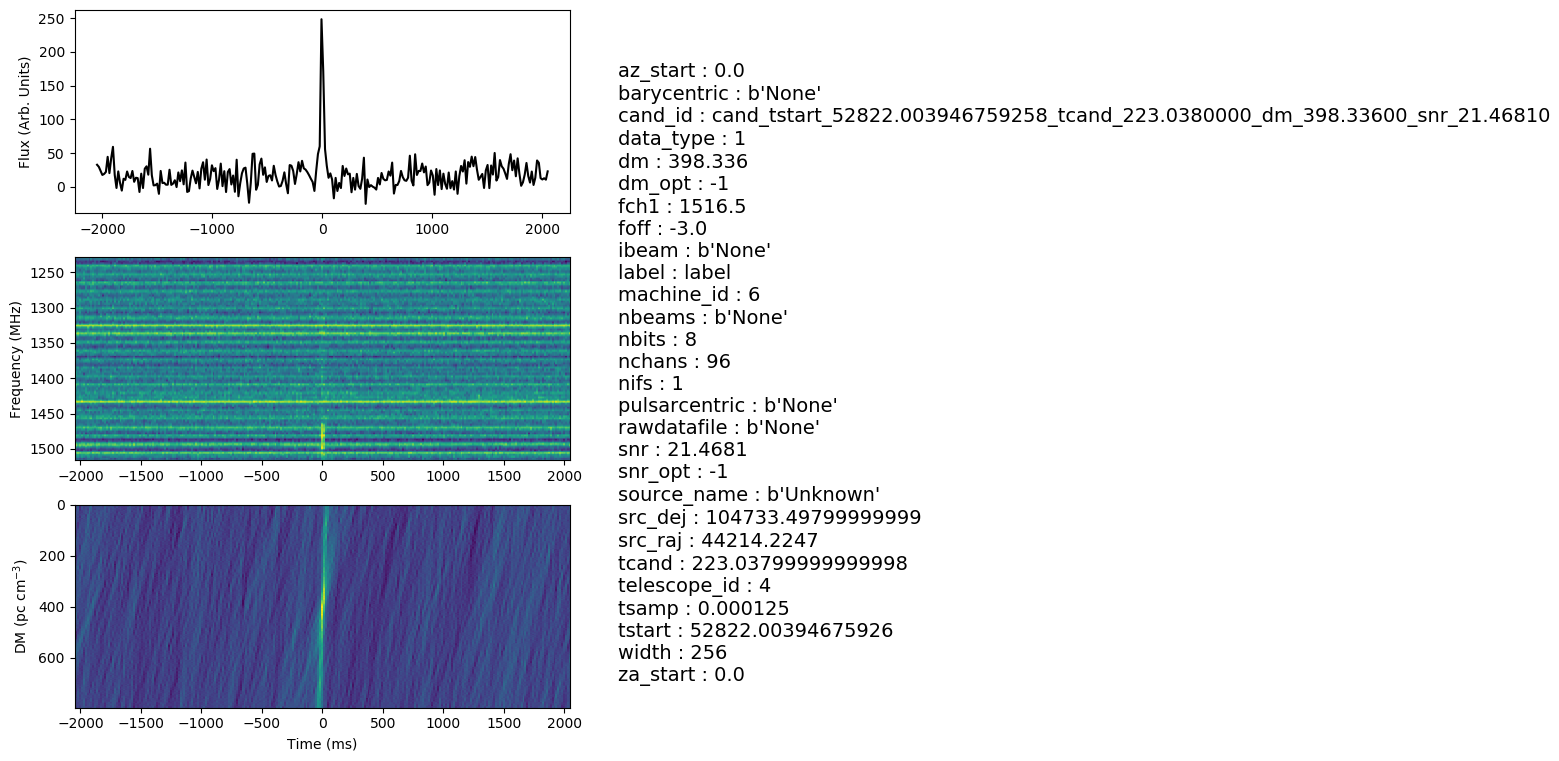 250
200
150
100
50
0
Flux (Arb. Units)
−2000 −1000 0 1000 2000
1250
1300
1350
1400
1450
1500
Frequency (MHz)
−2000 −1500 −1000 −500 0 500 1000 1500 2000
0
200
400
600
DM (pc cm⁻³)
−2000 −1500 −1000 −500 0 500 1000 1500 2000
Time (ms)
az_start : 0.0
barycentric : b'None'
cand_id : cand_tstart_52822.003946759258_tcand_223.0380000_dm_398.33600_snr_21.46810
data_type : 1
dm : 398.336
dm_opt : -1
fch1 : 1516.5
foff : -3.0
ibeam : b'None'
label : label
machine_id : 6
nbeams : b'None'
nbits : 8
nchans : 96
nifs : 1
pulsarcentric : b'None'
rawdatafile : b'None'
snr : 21.4681
snr_opt : -1
source_name : b'Unknown'
src_dej : 104733.49799999999
src_raj : 44214.2247
tcand : 223.03799999999998
telescope_id : 4
tsamp : 0.000125
tstart : 52822.00394675926
width : 256
za_start : 0.0